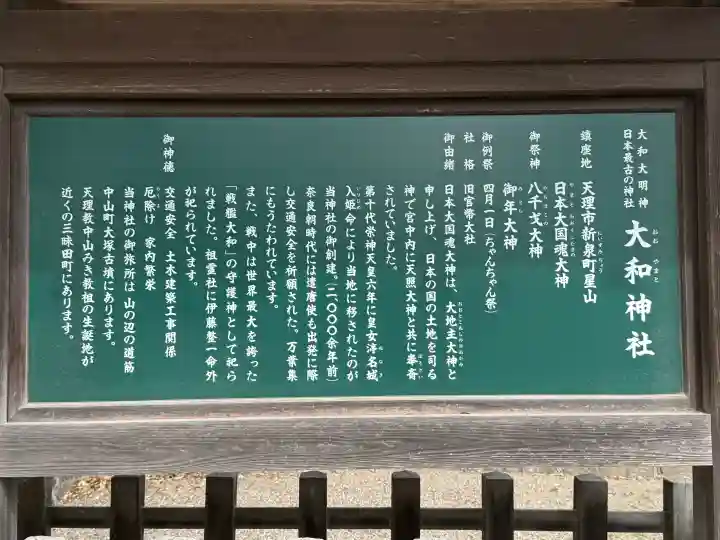 大和大明神
日本最古の神社
大和神社
おお やまと
鎮座地 天理市新泉町星山
御祭神 日本大国魂大神
八千戈大神
御年大神
御例祭 四月一日(ちゃんちゃん祭)
社格 旧官幣大社
御由緒 日本大国魂大神は、大地主大神と
申し上げ、日本の国の土地を司る
神で宮中内に天照大神と共に奉斎
されていました。
第十代崇神天皇六年に皇女渟名城
入姫命により当地に移されたのが
当神社の御創建。(二〇〇〇余年前)
奈良朝時代には遣唐使も出発に際
し交通安全を祈願された。万葉集
にもうたわれています。
また、戦中は世界最大を誇った
「戦艦大和」の守護神として祀ら
れました。祖霊社に伊藤整一命外
が祀られています。
御神徳 交通安全 土木建築工事関係
厄除け 家内繁栄
当神社の御旅所は山の辺の道筋
中山町大塚古墳にあります。
天理教中山みき教祖の生誕地が
近くの三昧田町にあります。